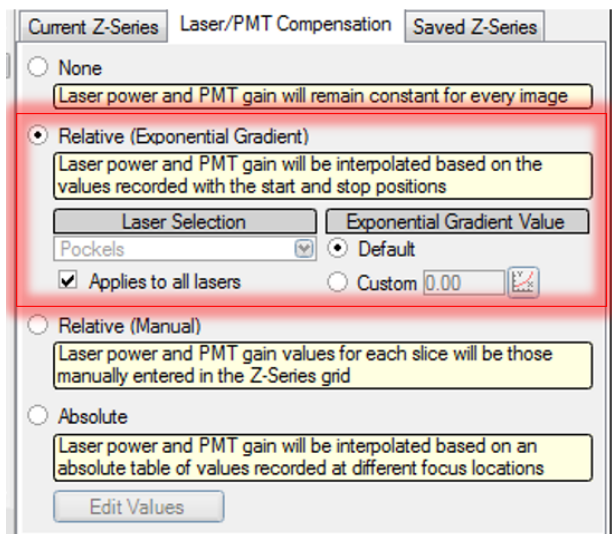 Current Z-Series Laser/PMT Compensation Saved Z-Series
None
Laser power and PMT gain will remain constant for every image
Relative (Exponential Gradient)
Laser power and PMT gain will be interpolated based on the
values recorded with the start and stop positions
Laser Selection Exponential Gradient Value
Pockels Default
Applies to all lasers Custom 0.00
Relative (Manual)
Laser power and PMT gain values for each slice will be those
manually entered in the Z-Series grid
Absolute
Laser power and PMT gain will be interpolated based on an
absolute table of values recorded at different focus locations
Edit Values